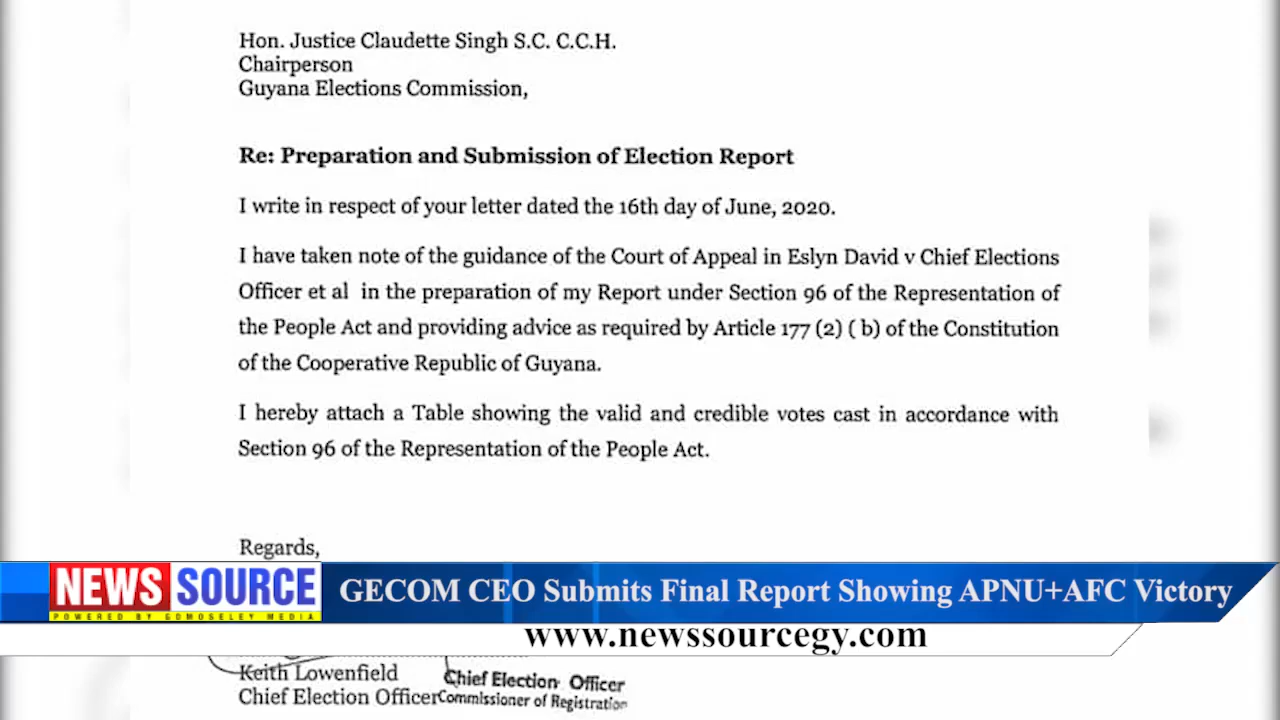 Hon. Justice Claudette Singh S.C. C.C.H.
Chairperson
Guyana Elections Commission,
Re: Preparation and Submission of Election Report
I write in respect of your letter dated the 16th day of June, 2020.
I have taken note of the guidance of the Court of Appeal in Eslyn David v Chief Elections
Officer et al in the preparation of my Report under Section 96 of the Representation of
the People Act and providing advice as required by Article 177 (2) ( b) of the Constitution
of the Cooperative Republic of Guyana.
I hereby attach a Table showing the valid and credible votes cast in accordance with
Section 96 of the Representation of the People Act.
Regards,
NEWS SOURCE
POWERED BY GDMOSELEY MEDIA
GECOM CEO Submits Final Report Showing APNU+AFC Victory
www.newssourcegy.com
Keith Lowenfield
Chief Election Officer
Chief Election Officer
Commissioner of Registration